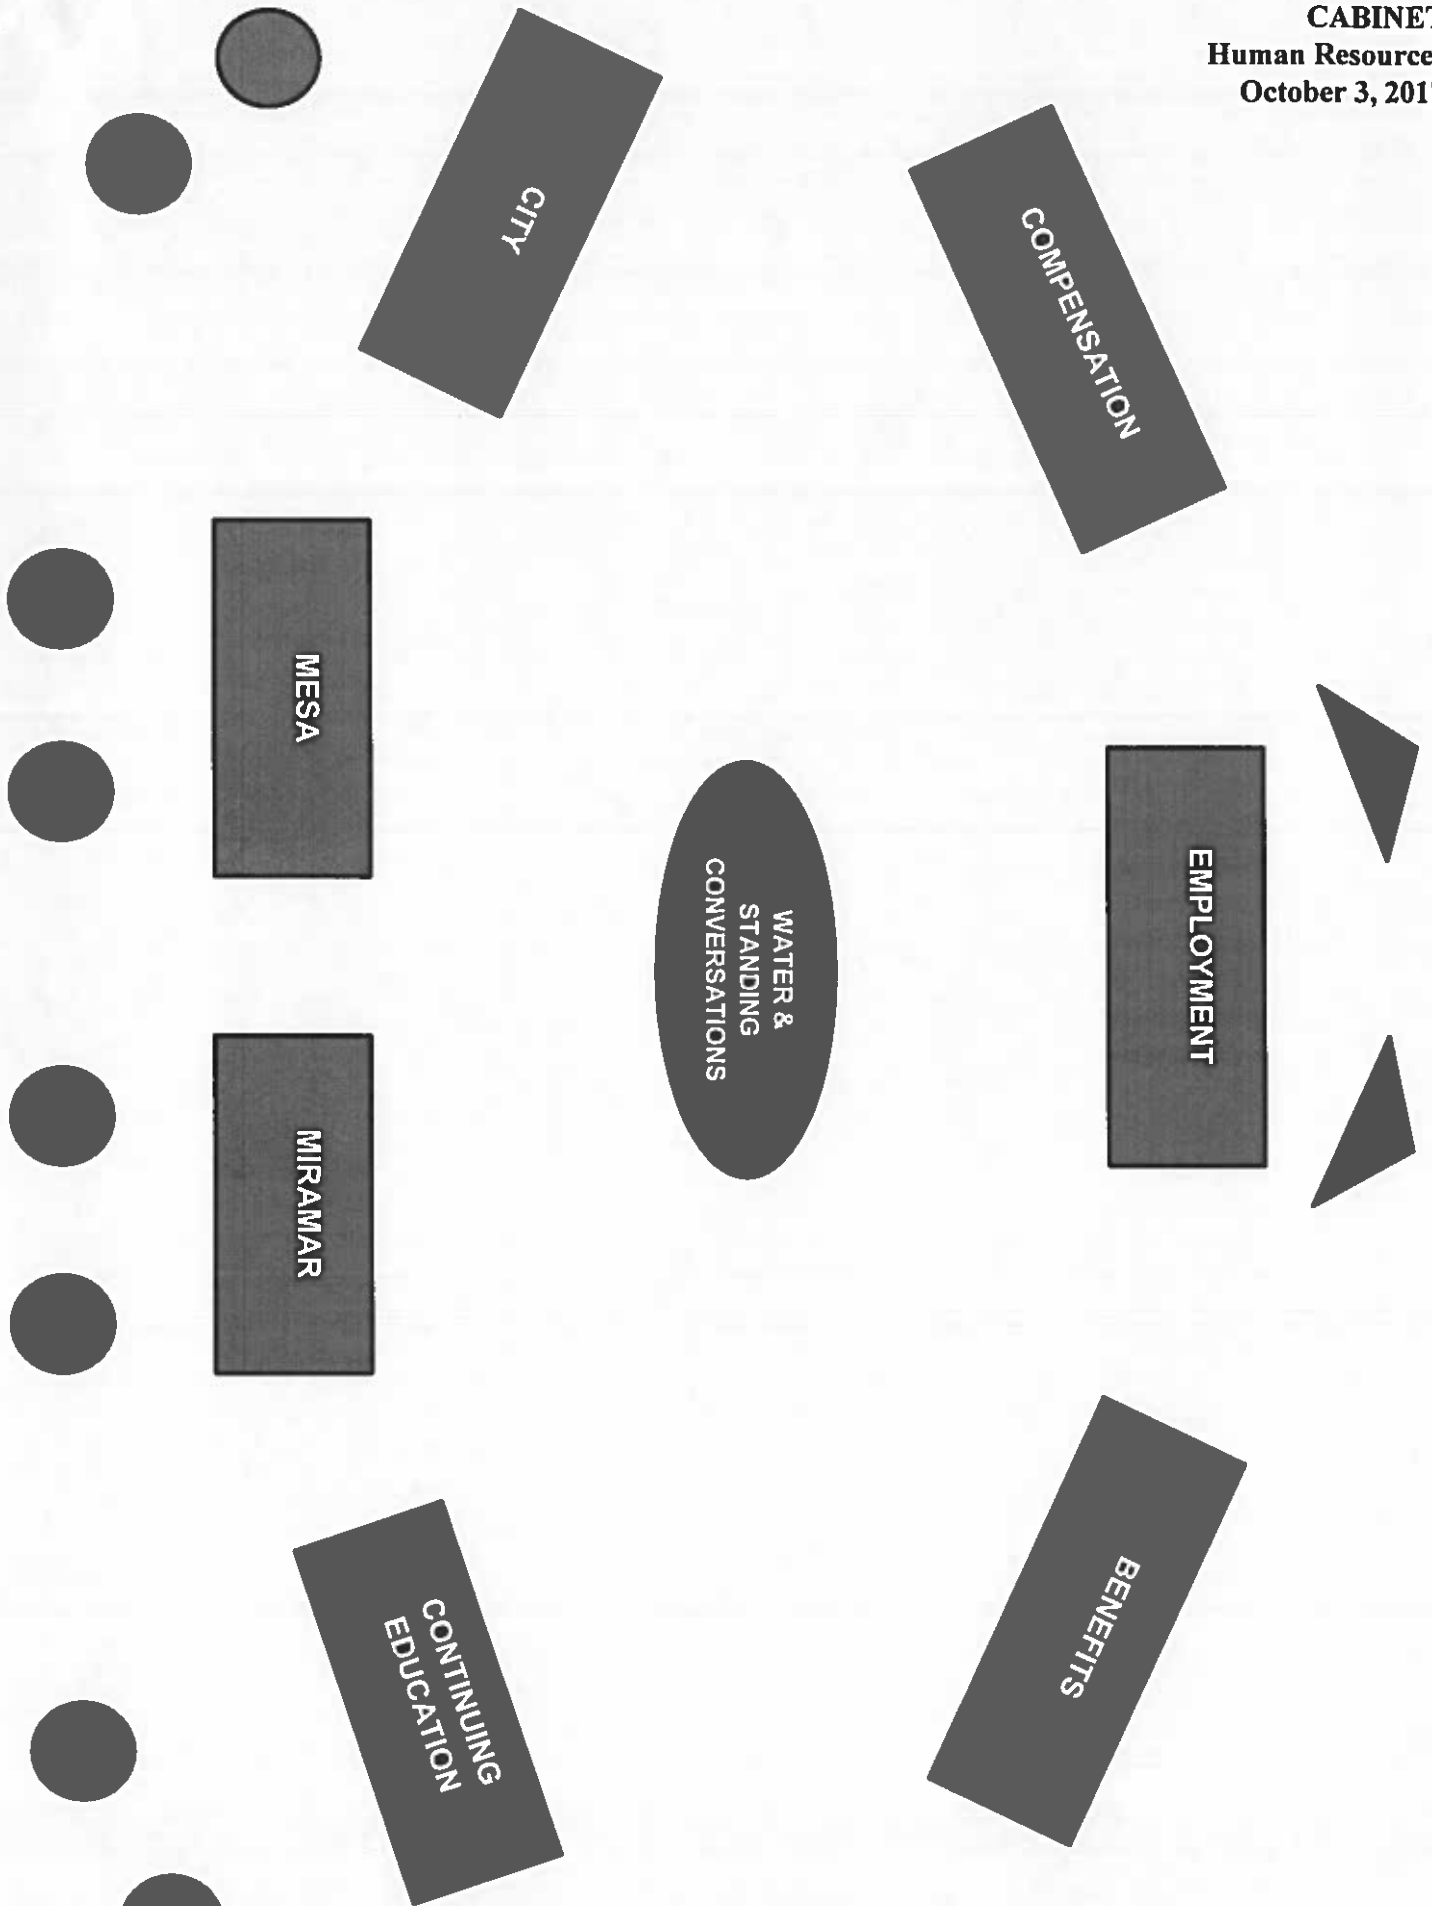 CABINET
Human Resource
October 3, 201
CITY
COMPENSATION
MESA
EMPLOYMENT
WATER &
STANDING
CONVERSATIONS
MIRAMAR
BENEFITS
CONTINUING
EDUCATION